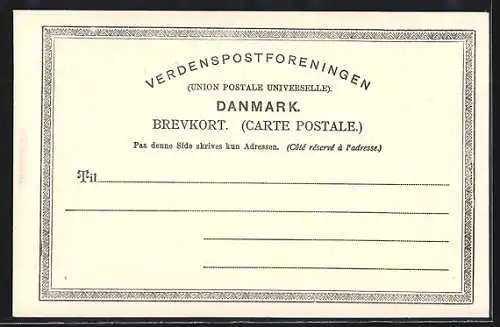 VERDENSPOSTFORENINGEN
(UNION POSTALE UNIVERSELLE).
DANMARK.
BREVKORT. (CARTE POSTALE.)
Paa denne Side skrives kun Adressen. (Côté réservé à l'adresse.)
Til